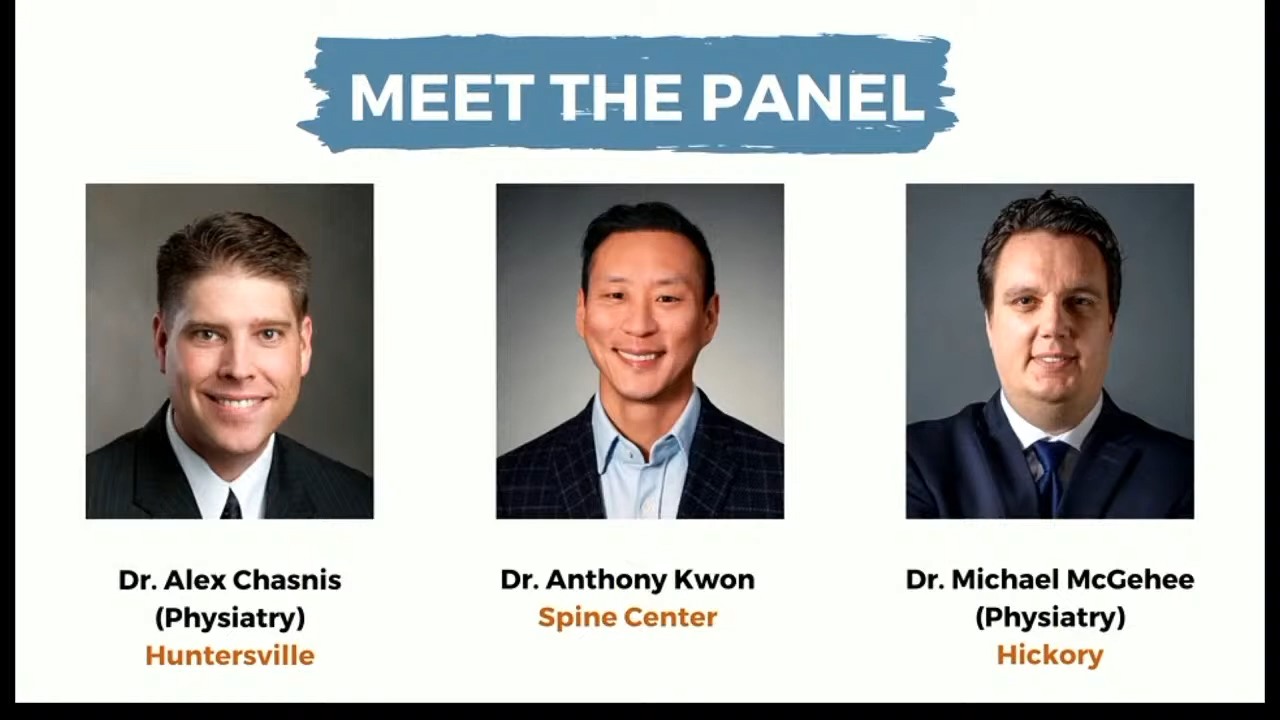 MEET THE PANEL
Dr. Alex Chasnis
(Physiatry)
Huntersville
Dr. Anthony Kwon
Spine Center
Dr. Michael McGehee
(Physiatry)
Hickory